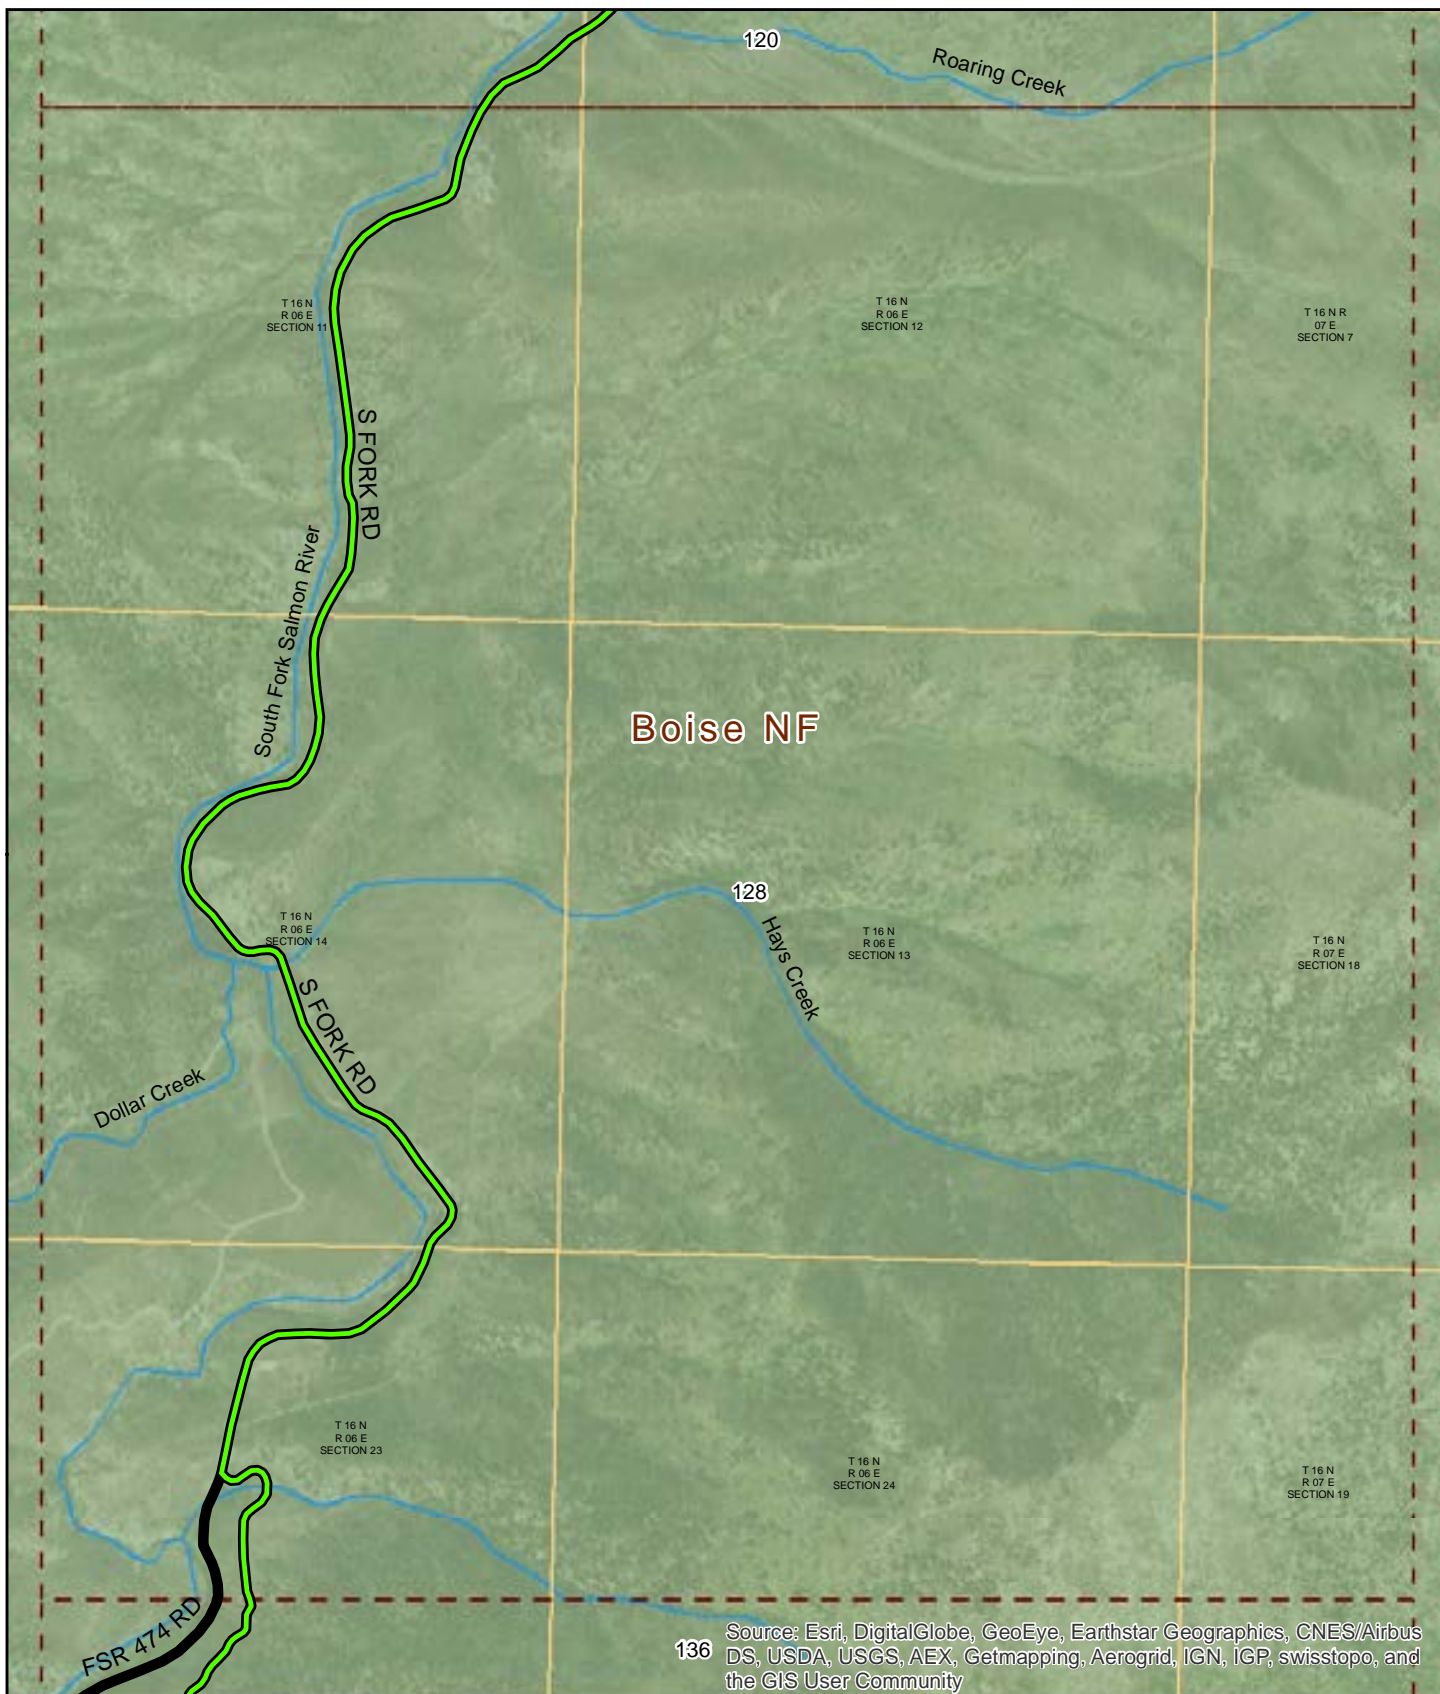 120
Roaring Creek
T 16 N
R 06 E
SECTION 11
T 16 N
R 06 E
SECTION 12
T 16 N R
07 E
SECTION 7
S FORK RD
South Fork Salmon River
Boise NF
128
Hays Creek
T 16 N
R 06 E
SECTION 14
T 16 N
R 06 E
SECTION 13
T 16 N
R 07 E
SECTION 18
S FORK RD
Dollar Creek
T 16 N
R 06 E
SECTION 23
T 16 N
R 06 E
SECTION 24
T 16 N
R 07 E
SECTION 19
FSR 474 RD
136
Source: Esri, DigitalGlobe, GeoEye, Earthstar Geographics, CNES/Airbus
DS, USDA, USGS, AEX, Getmapping, Aerogrid, IGN, IGP, swisstopo, and
the GIS User Community